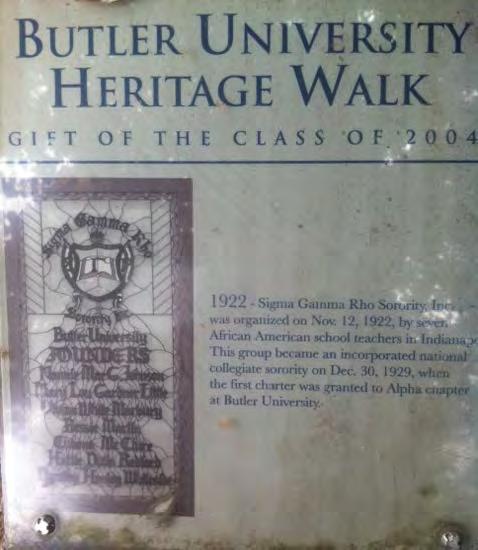 BUTLER UNIVERSITY
HERITAGE WALK
GIFT OF THE CLASS OF 2004
Sigma Gamma Rho
Sorority
Butler University
FOUNDERS
Bessie Martin
1922 - Sigma Gamma Rho Sorority, Inc.
was organized on Nov. 12, 1922, by seven
African American school teachers in
This group became an incorporated national
collegiate sorority on Dec. 30, 1929, when
the first charter was granted to Alpha chapter
at Butler University.